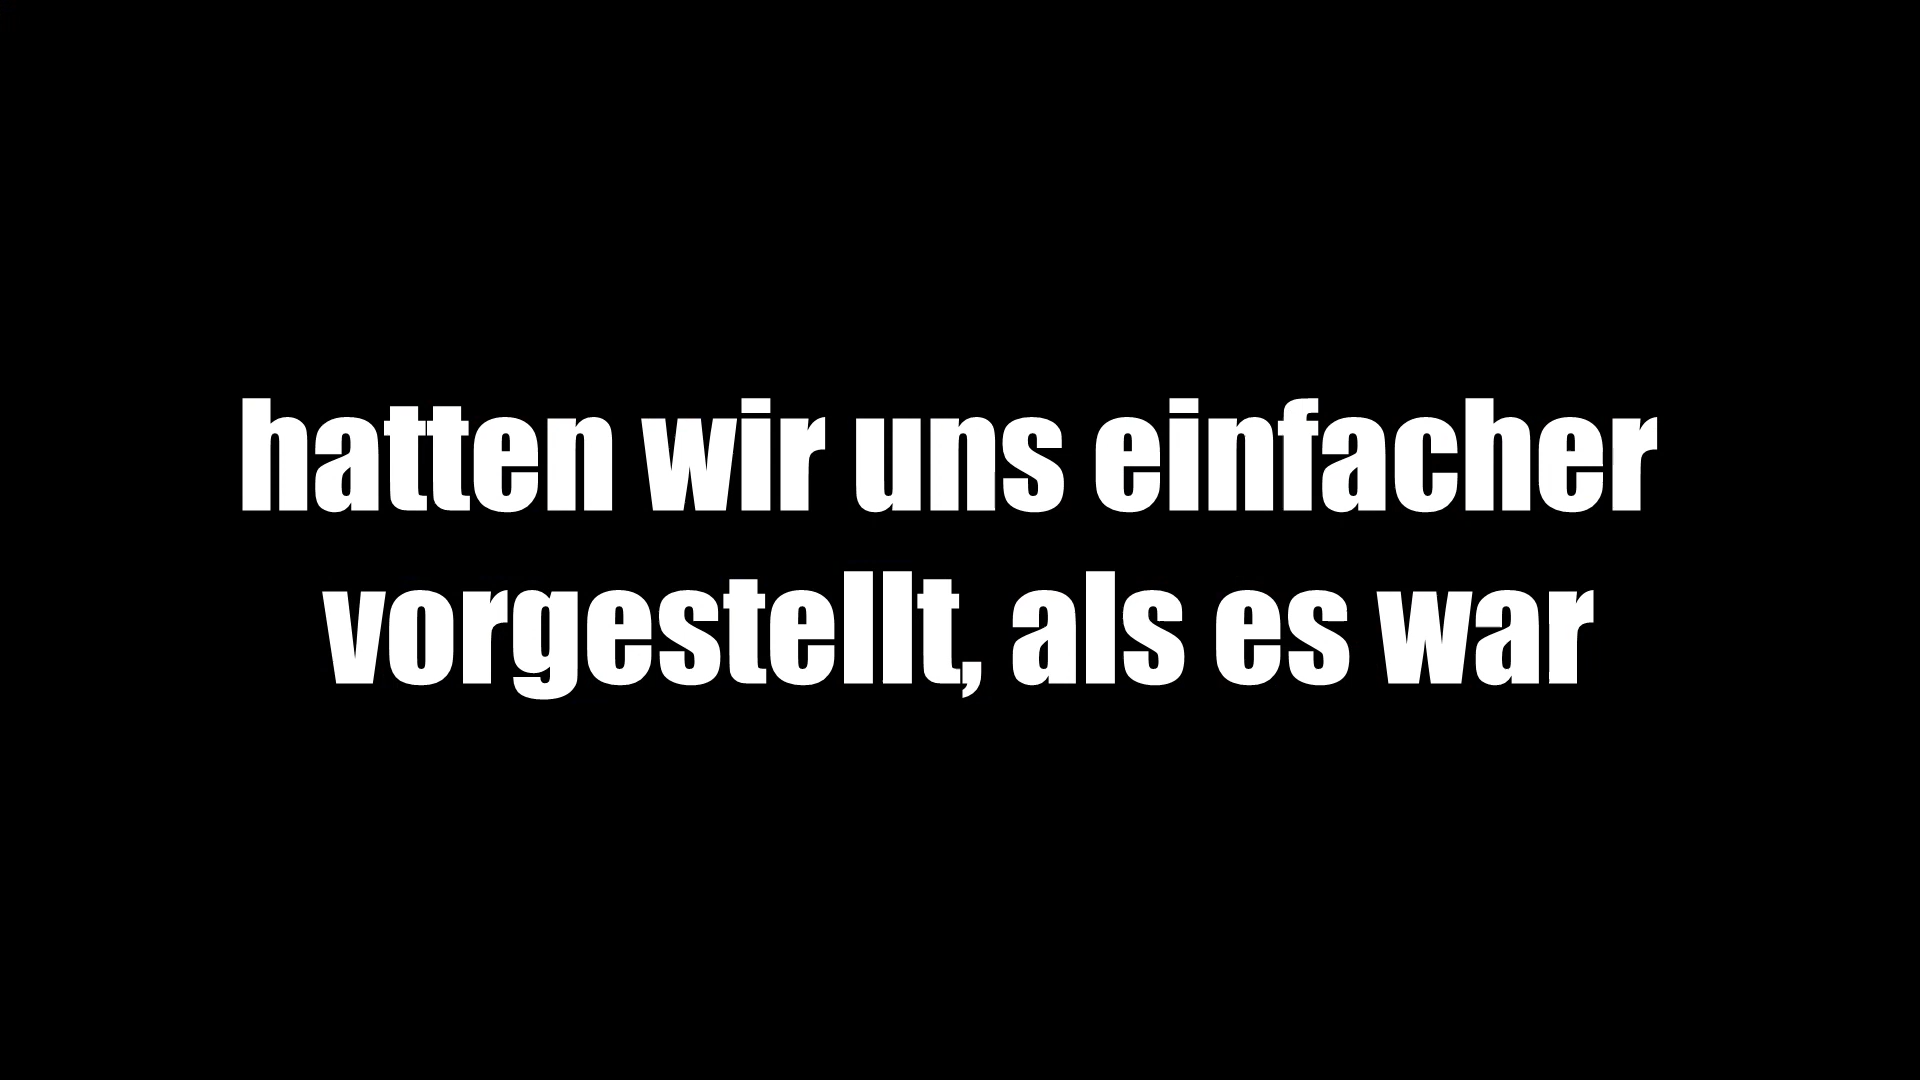 hatten wir uns einfacher
vorgestellt, als es war